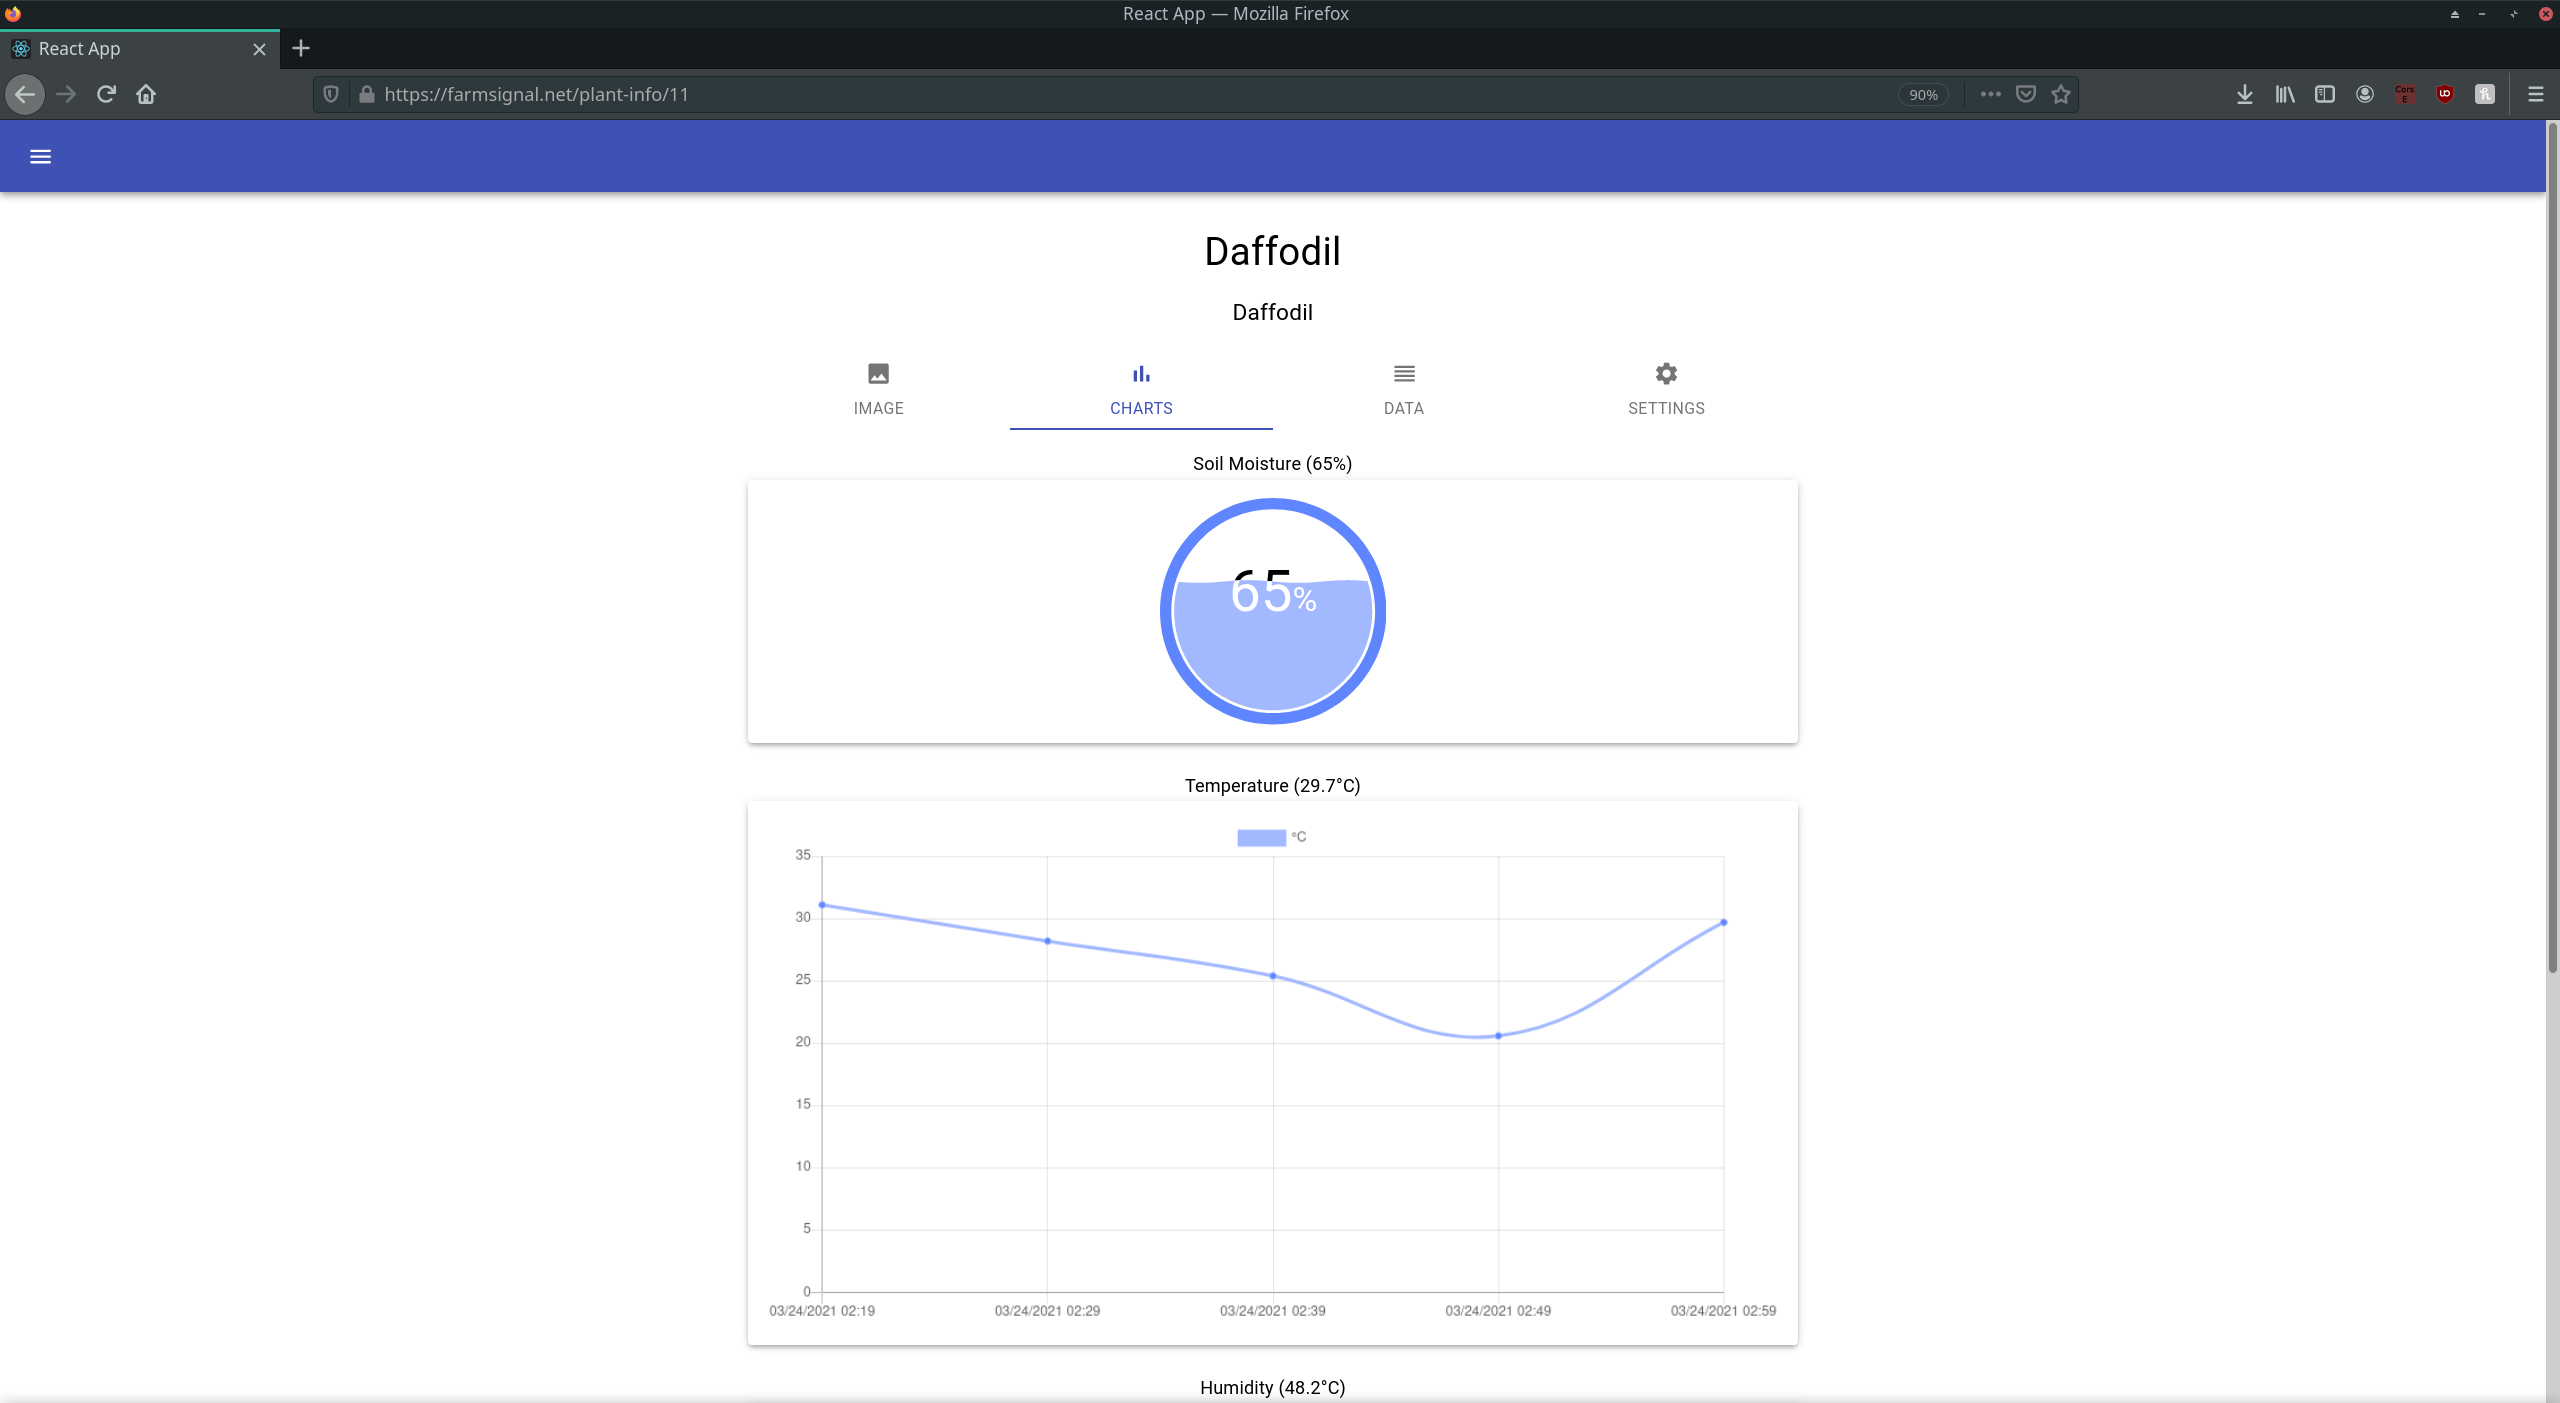 React App — Mozilla Firefox
React App
https://farmsignal.net/plant-info/11
90%
Cors
E
Daffodil
Daffodil
IMAGE CHARTS DATA SETTINGS
Soil Moisture (65%)
65%
Temperature (29.7°C)
°C
35
30
25
20
15
10
5
0
03/24/2021 02:19 03/24/2021 02:29 03/24/2021 02:39 03/24/2021 02:49 03/24/2021 02:59
Humidity (48.2°C)